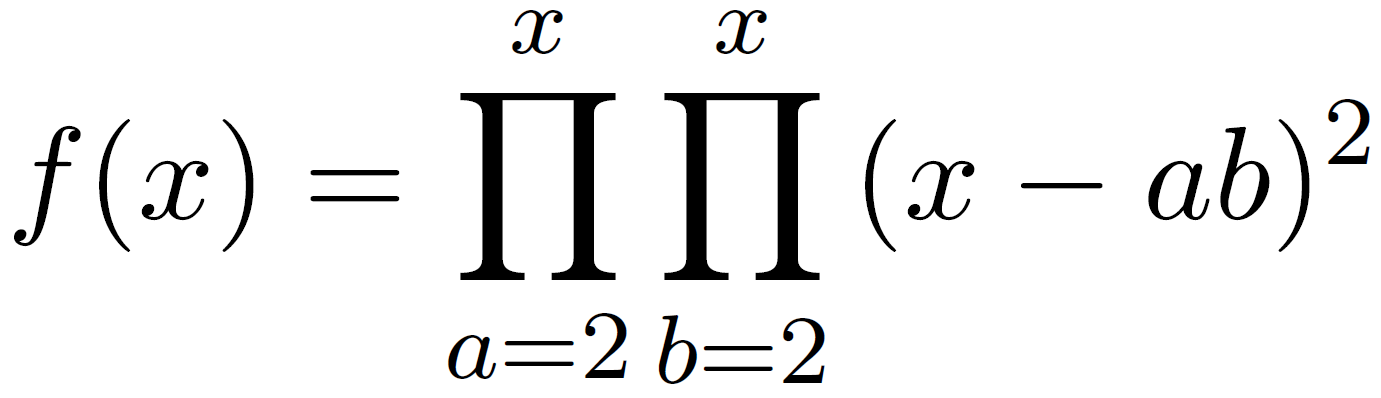 f(x) = ∏_{a=2}^{x} ∏_{b=2}^{x} (x − ab)^2